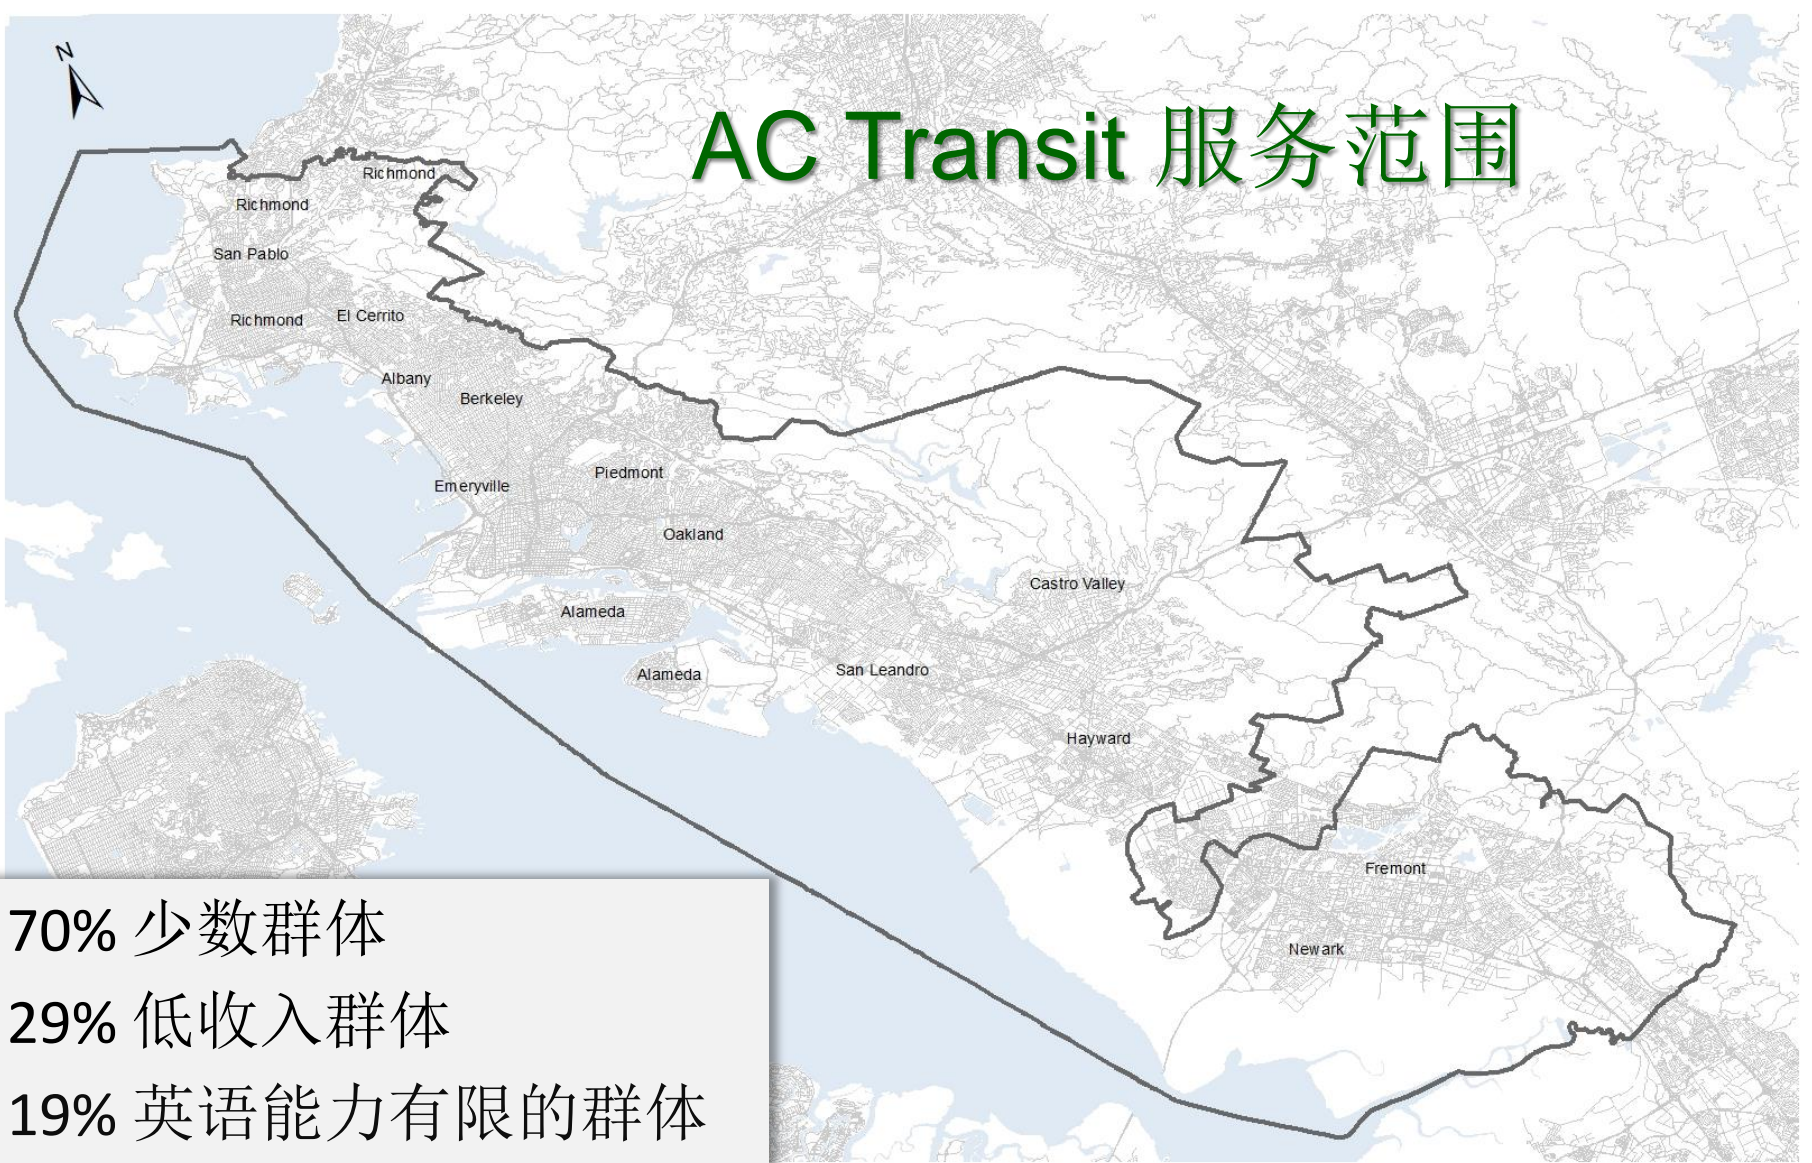 N
AC Transit 服务范围
Richmond
Richmond
San Pablo
Richmond
El Cerrito
Albany
Berkeley
Piedmont
Emeryville
Oakland
Castro Valley
Alameda
Alameda
San Leandro
Hayward
Fremont
Newark
70% 少数群体
29% 低收入群体
19% 英语能力有限的群体